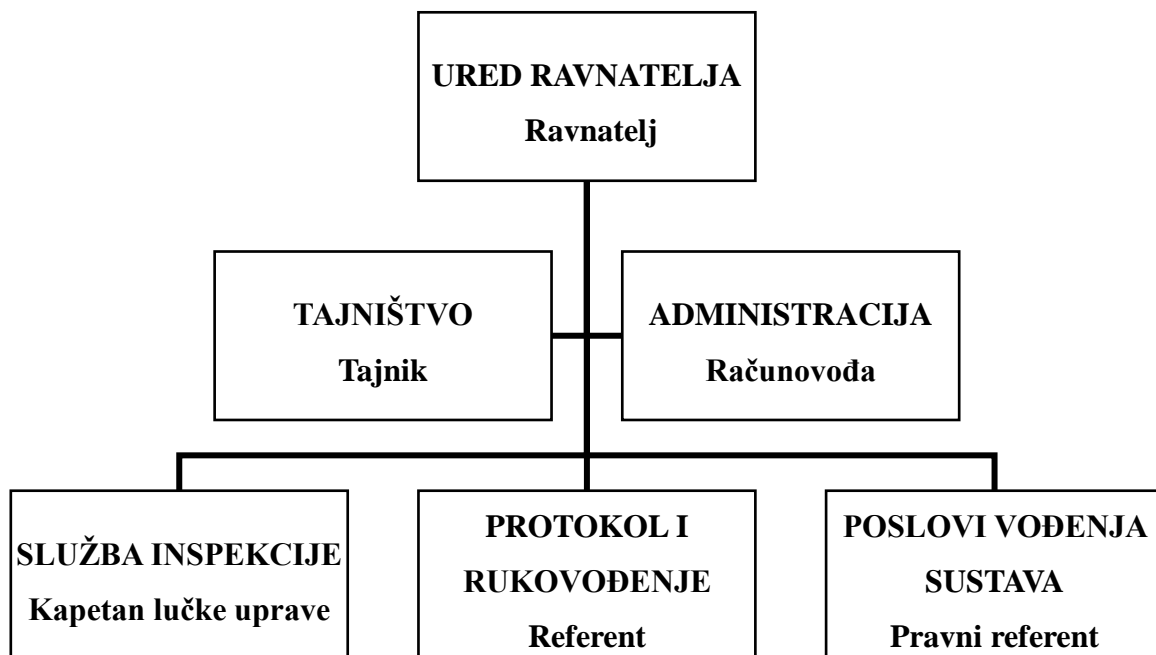 URED RAVNATELJA
Ravnatelj
TAJNIŠTVO
Tajnik
ADMINISTRACIJA
Računovođa
SLUŽBA INSPEKCIJE
Kapetan lučke uprave
PROTOKOL I
RUKOVOĐENJE
Referent
POSLOVI VOĐENJA
SUSTAVA
Pravni referent